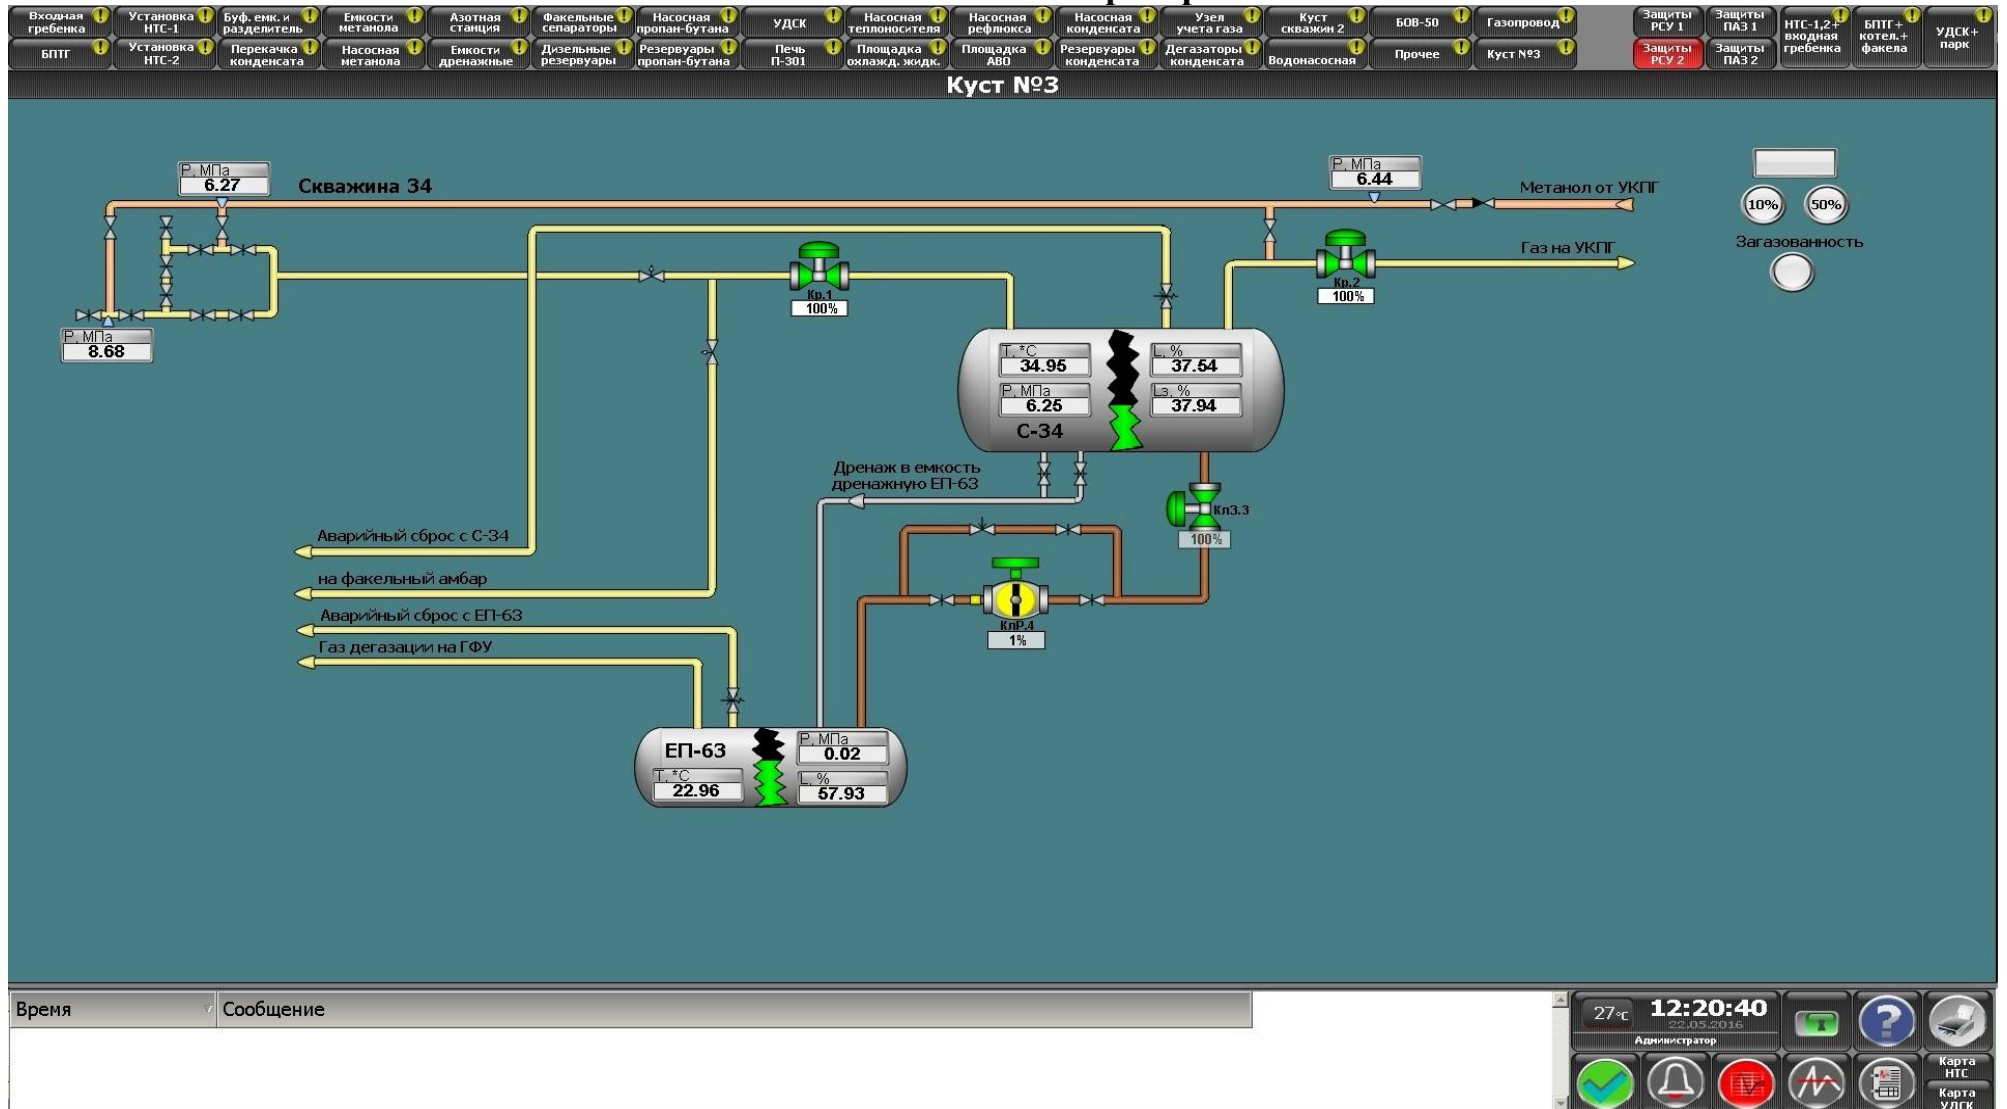 Входная
гребенка
Установка
НТС-1
Буф. емк. и
разделитель
Емкости
метанола
Азотная
станция
Факельные
сепараторы
Насосная
пропан-бутана
УДСК
Насосная
теплоносителя
Насосная
рефлюкса
Насосная
конденсата
Узел
учета газа
Куст
скважин 2
БОВ-50
Газопровод
Защиты
РСУ 1
Защиты
ПАЗ 1
НТС-1,2+
входная
гребенка
БПТГ+
котел.+
факела
УДСК+
парк
БПТГ
Установка
НТС-2
Перекачка
конденсата
Насосная
метанола
Емкости
дренажные
Дизельные
резервуары
Резервуары
пропан-бутана
Печь
П-301
Площадка
охлажд. жидк.
Площадка
АВО
Резервуары
конденсата
Дегазаторы
конденсата
Водонасосная
Прочее
Куст №3
Защиты
РСУ 2
Защиты
ПАЗ 2
Куст №3
P, МПа
6.27
Скважина 34
P, МПа
6.44
Метанол от УКПГ
10%
50%
Загазованность
Газ на УКПГ
Кр.1
100%
Кр.2
100%
P, МПа
8.68
T, *C
34.95
L, %
37.54
P, МПа
6.25
Lз, %
37.94
С-34
Дренаж в емкость
дренажную ЕП-63
КлЗ.3
100%
Аварийный сброс с С-34
на факельный амбар
Аварийный сброс с ЕП-63
Газ дегазации на ГФУ
КлР.4
1%
ЕП-63
P, МПа
0.02
T, *C
22.96
L, %
57.93
Время
Сообщение
27°C
12:20:40
22.05.2016
Администратор
Карта
НТС
Карта
УДСК